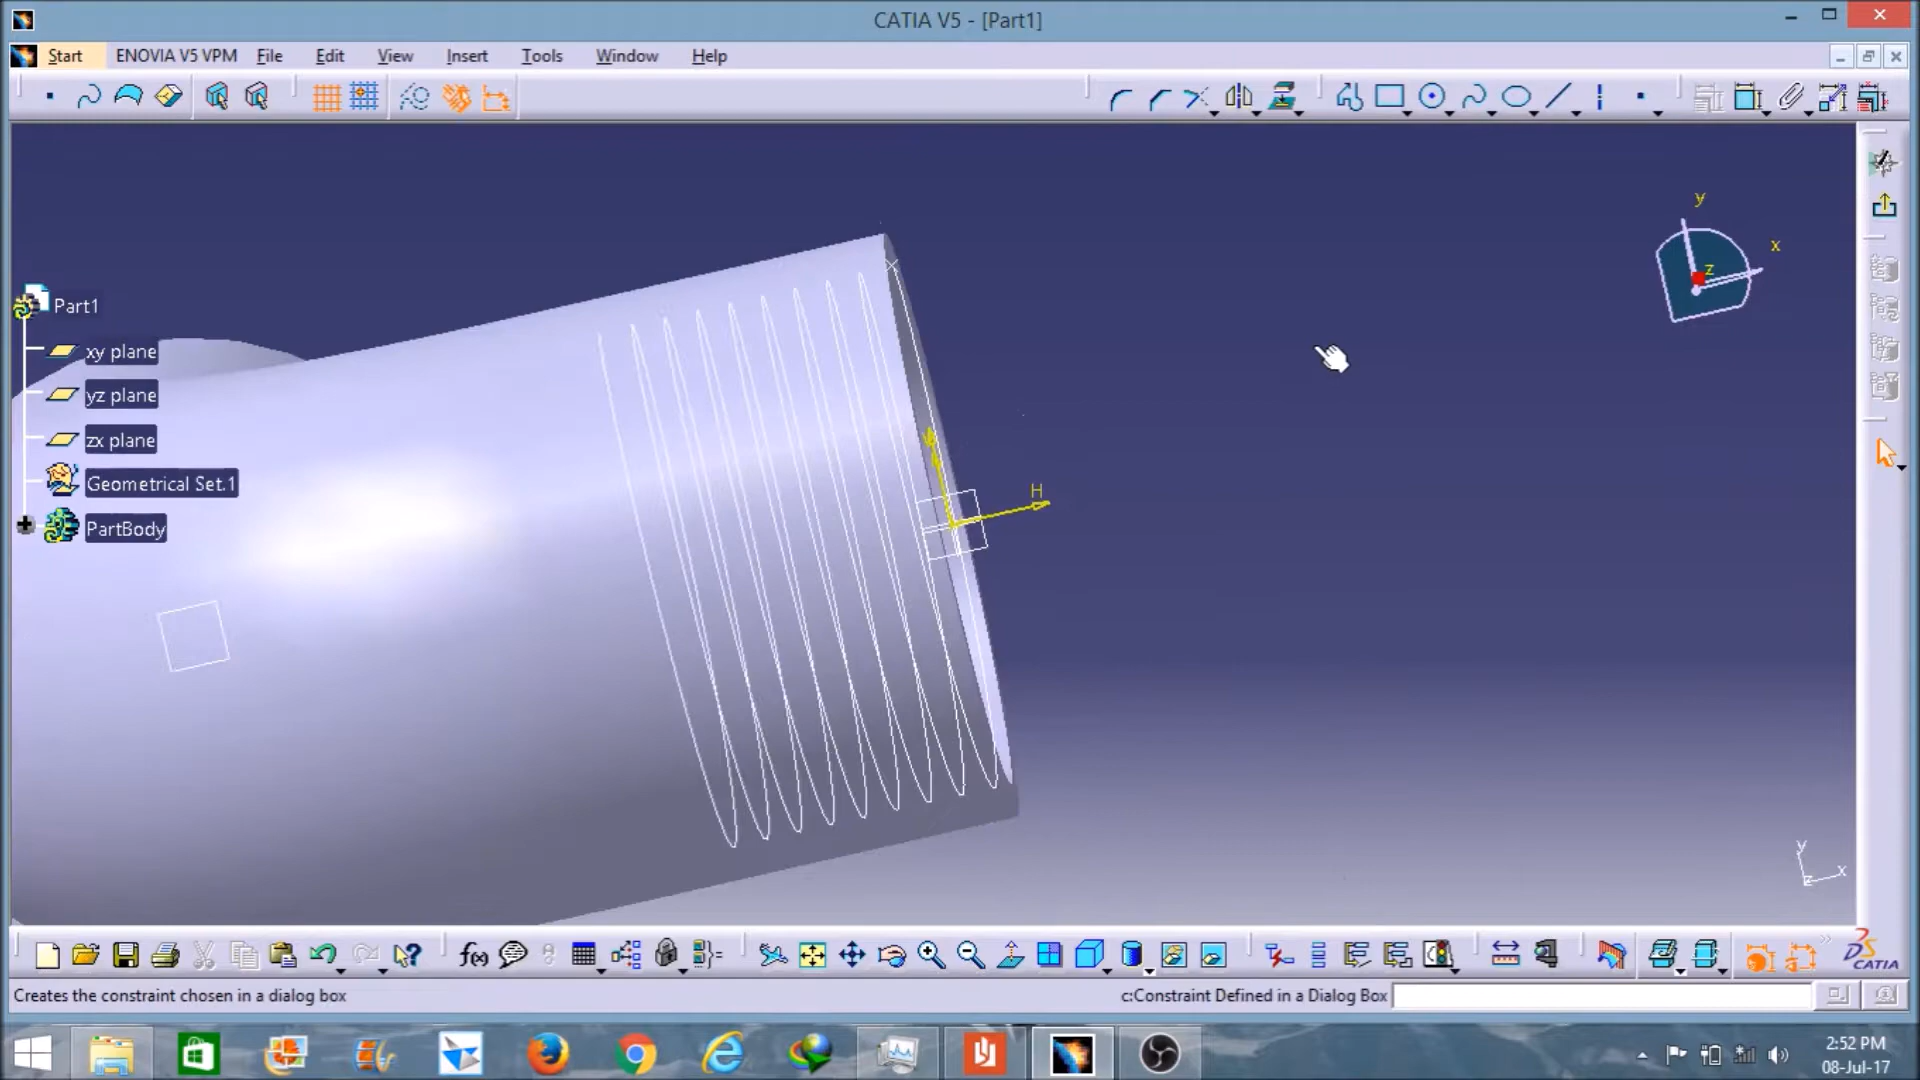 CATIA V5 - [Part1]
Start ENOVIA V5 VPM File Edit View Insert Tools Window Help
y
x
z
Part1
xy plane
yz plane
zx plane
Geometrical Set.1
PartBody
H
y
x
z
f(x)
DS
CATIA
Creates the constraint chosen in a dialog box
c:Constraint Defined in a Dialog Box
2:52 PM
08-Jul-17